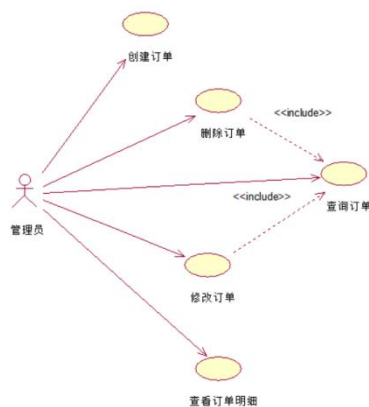 创建订单
<<include>>
删除订单
<<include>>
查询订单
管理员
修改订单
查看订单明细